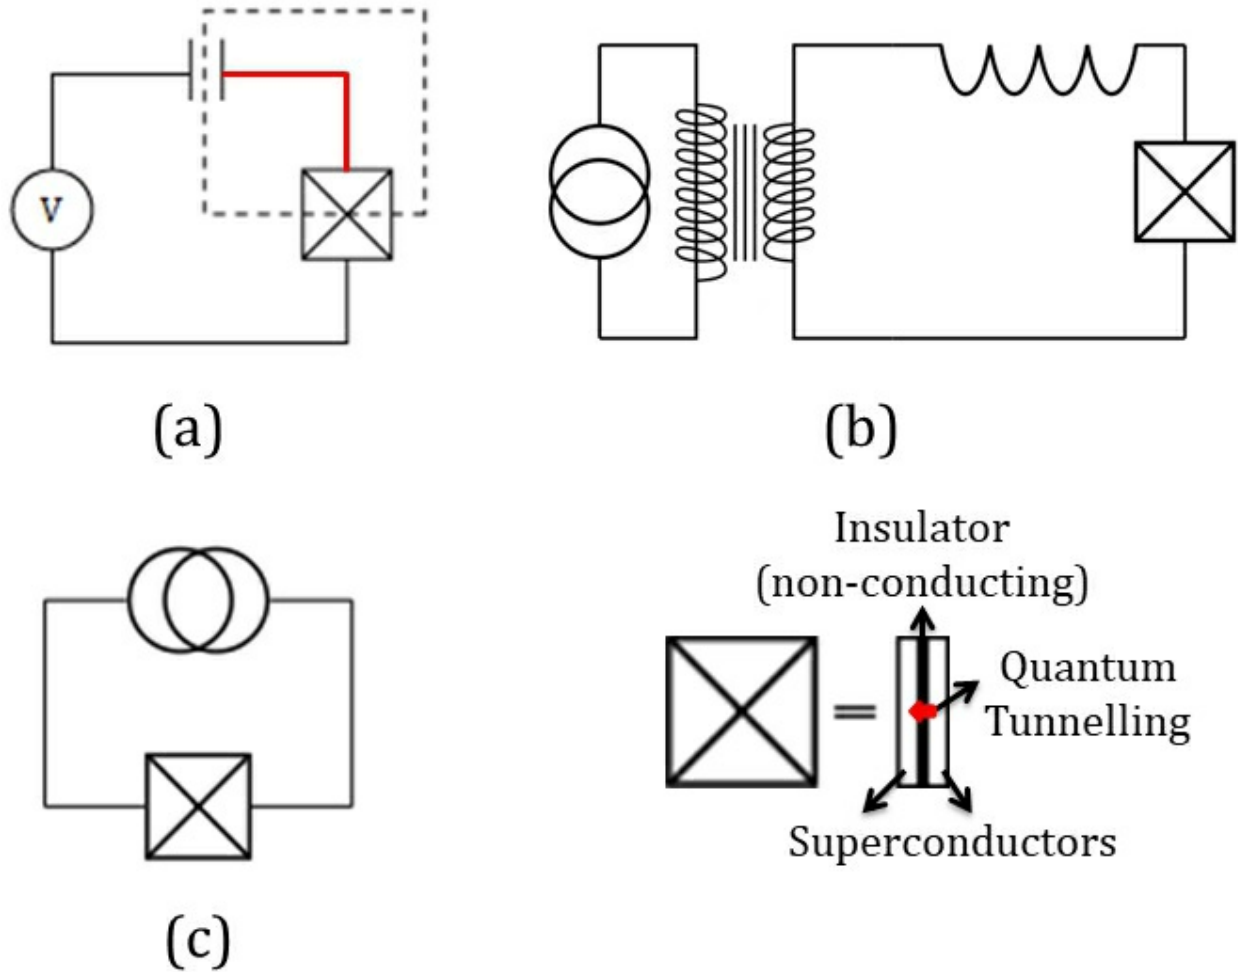 V
(a)
(b)
Insulator
(non-conducting)
=
Quantum
Tunnelling
Superconductors
(c)